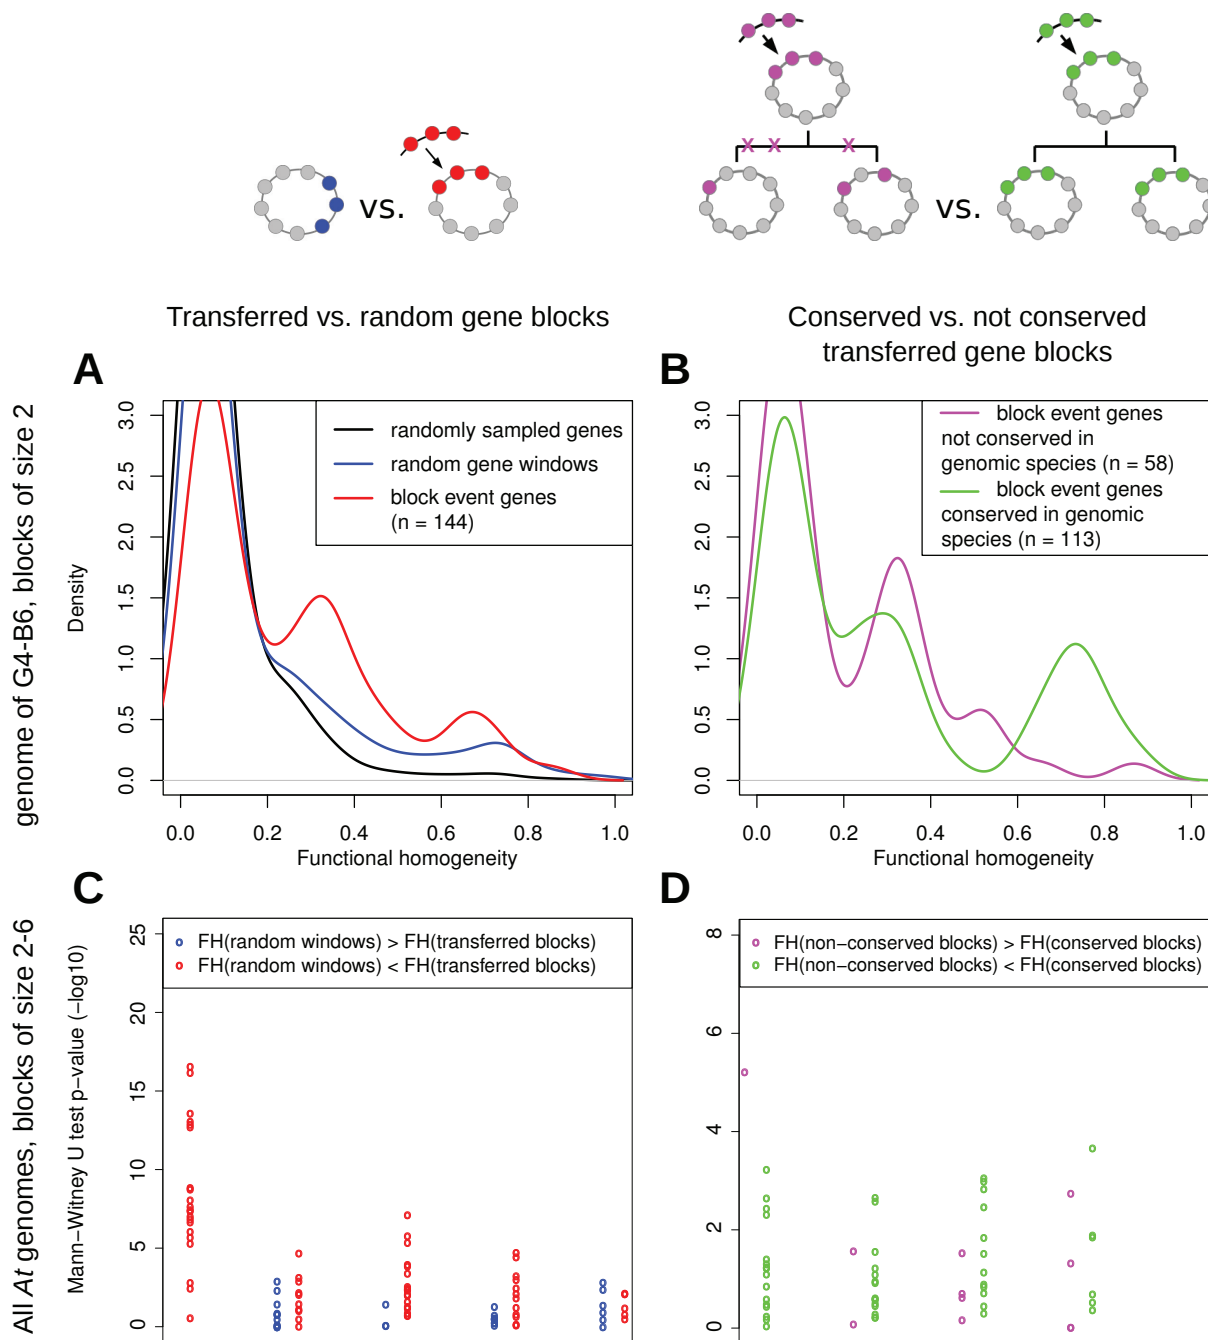 X X X
vs.
vs.
Transferred vs. random gene blocks
Conserved vs. not conserved
transferred gene blocks
A
B
genome of G4-B6, blocks of size 2
Density
3.0
2.5
2.0
1.5
1.0
0.5
0.0
randomly sampled genes
random gene windows
block event genes
(n = 144)
0.0 0.2 0.4 0.6 0.8 1.0
Functional homogeneity
3.0
2.5
2.0
1.5
1.0
0.5
0.0
block event genes
not conserved in
genomic species (n = 58)
block event genes
conserved in genomic
species (n = 113)
0.0 0.2 0.4 0.6 0.8 1.0
Functional homogeneity
C
D
All At genomes, blocks of size 2-6
Mann−Witney U test p−value (−log10)
25
20
15
10
5
0
FH(random windows) > FH(transferred blocks)
FH(random windows) < FH(transferred blocks)
8
6
4
2
0
FH(non−conserved blocks) > FH(conserved blocks)
FH(non−conserved blocks) < FH(conserved blocks)